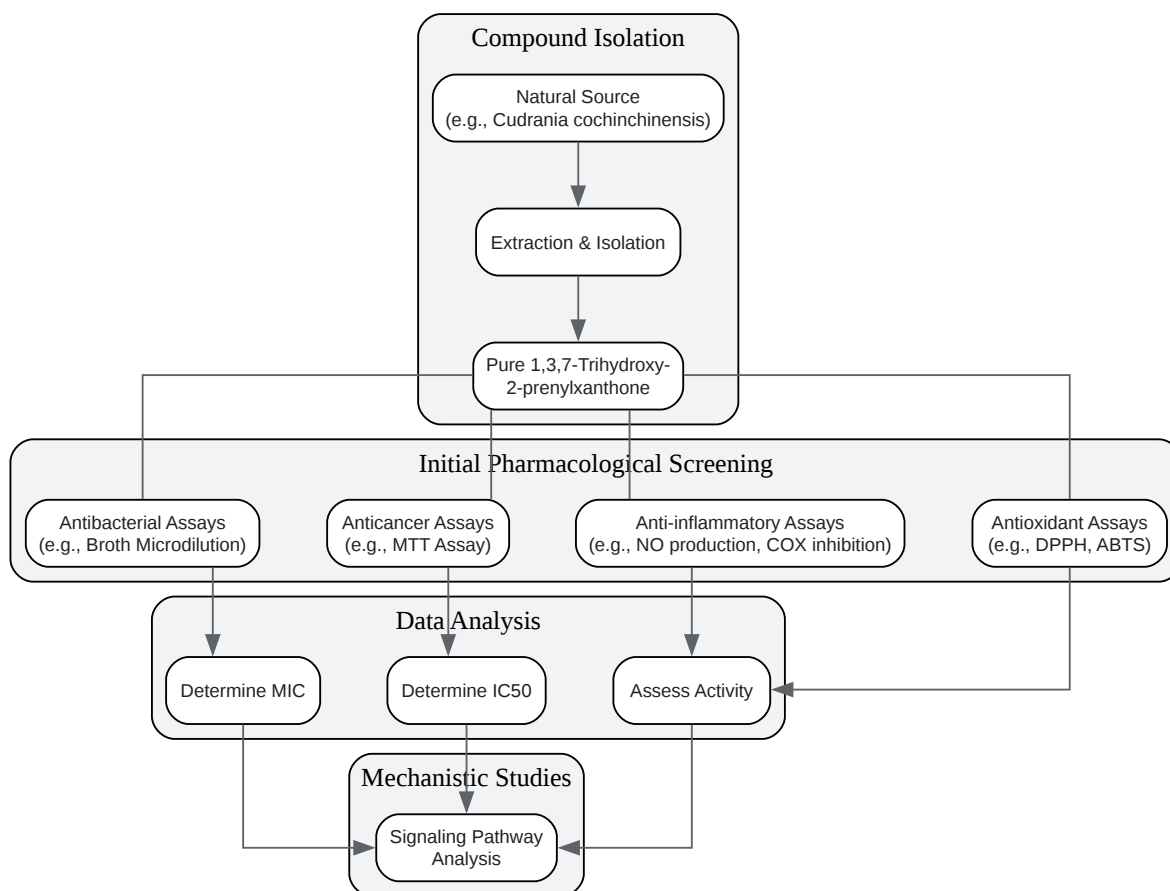 Compound Isolation
Natural Source
(e.g., Cudrania cochinchinensis)
Extraction & Isolation
Pure 1,3,7-Trihydroxy-
2-prenylxanthone
Initial Pharmacological Screening
Antibacterial Assays
(e.g., Broth Microdilution)
Anticancer Assays
(e.g., MTT Assay)
Anti-inflammatory Assays
(e.g., NO production, COX inhibition)
Antioxidant Assays
(e.g., DPPH, ABTS)
Data Analysis
Determine MIC
Determine IC50
Assess Activity
Mechanistic Studies
Signaling Pathway
Analysis